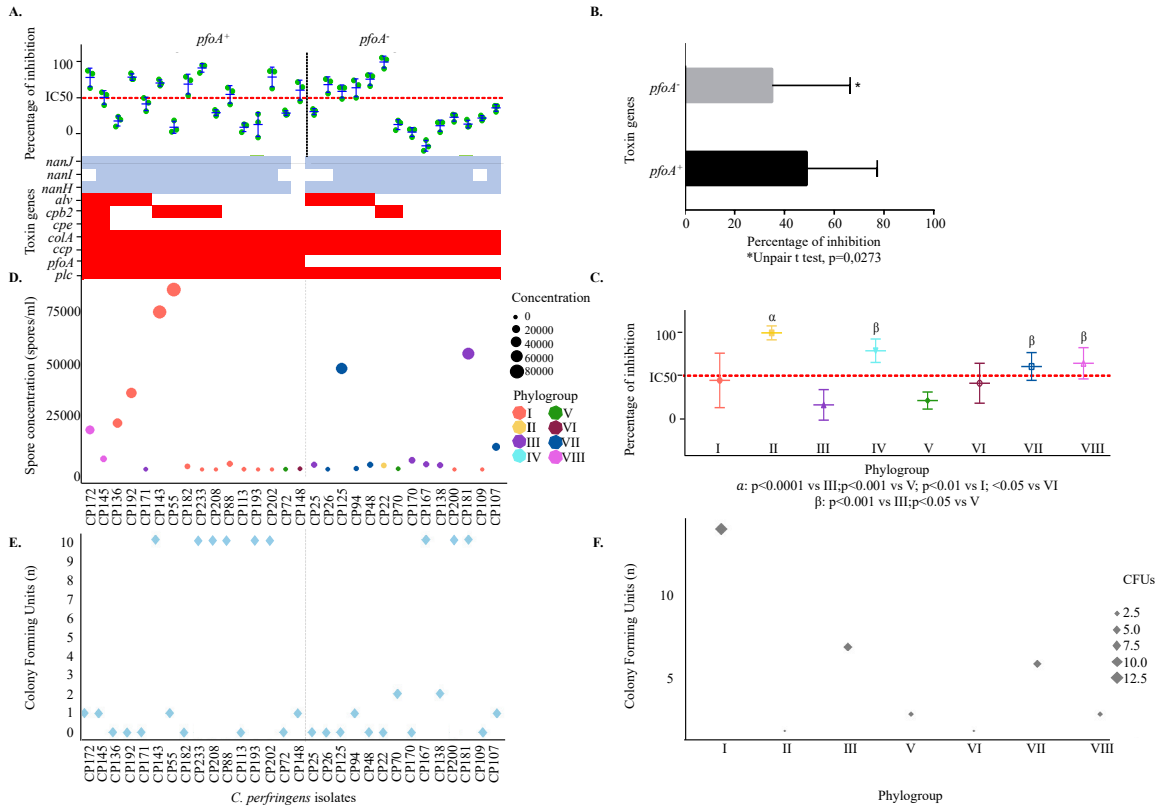 A.
pfoA⁺
pfoA⁻
Percentage of inhibition
100
IC50
0
Toxin genes
nanJ
nanI
nanH
alv
cpb2
cpe
colA
ccp
pfoA
plc
B.
Toxin genes
pfoA⁻
pfoA⁺
*
0 20 40 60 80 100
Percentage of inhibition
*Unpair t test, p=0,0273
D.
Spore concentration (spores/ml)
75000
50000
25000
0
Concentration
0
20000
40000
60000
80000
Phylogroup
I V
II VI
III VII
IV VIII
CP172 CP145 CP136 CP192 CP171 CP143 CP55 CP182 CP233 CP208 CP88 CP113 CP193 CP202 CP72 CP148 CP25 CP26 CP125 CP94 CP48 CP22 CP70 CP170 CP167 CP138 CP200 CP181 CP109 CP107
C.
Percentage of inhibition
100
IC50
0
α β β β
I II III IV V VI VII VIII
Phylogroup
α: p<0.0001 vs III;p<0.001 vs V; p<0.01 vs I; <0.05 vs VI
β: p<0.001 vs III;p<0.05 vs V
E.
Colony Forming Units (n)
10
9
8
7
6
5
4
3
2
1
0
CP172 CP145 CP136 CP192 CP171 CP143 CP55 CP182 CP233 CP208 CP88 CP113 CP193 CP202 CP72 CP148 CP25 CP26 CP125 CP94 CP48 CP22 CP70 CP170 CP167 CP138 CP200 CP181 CP109 CP107
C. perfringens isolates
F.
Colony Forming Units (n)
10
5
CFUs
2.5
5.0
7.5
10.0
12.5
I II III V VI VII VIII
Phylogroup